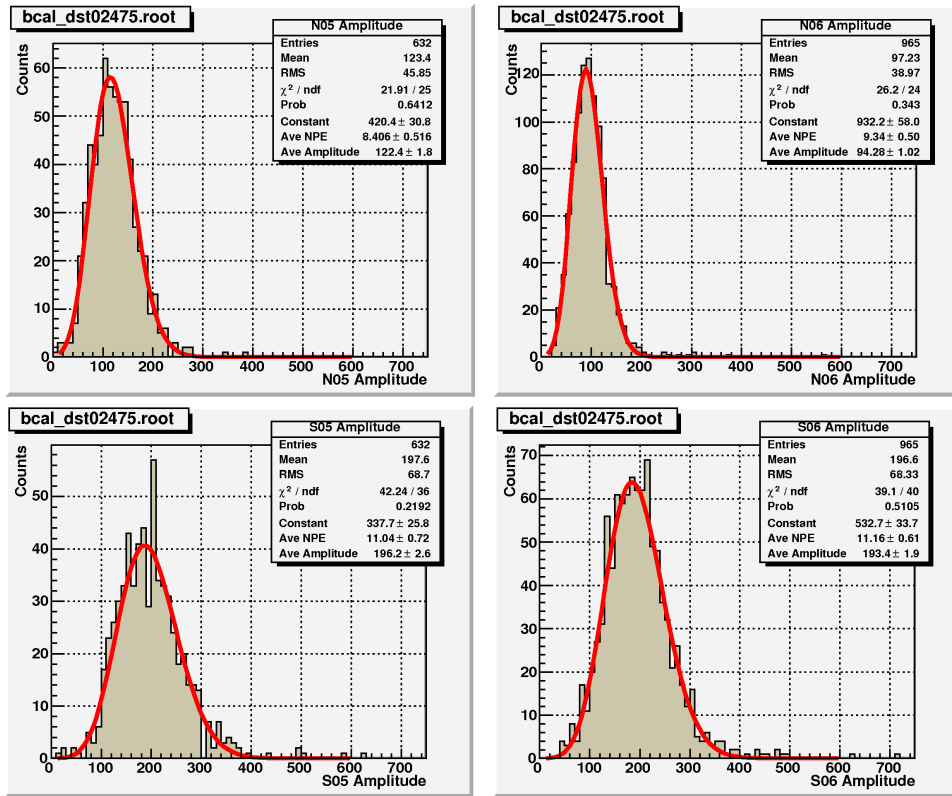 bcal_dst02475.root
N05 Amplitude
Entries 632
Mean 123.4
RMS 45.85
χ² / ndf 21.91 / 25
Prob 0.6412
Constant 420.4 ± 30.8
Ave NPE 8.406 ± 0.516
Ave Amplitude 122.4 ± 1.8
Counts
60
50
40
30
20
10
0
0 100 200 300 400 500 600 700
N05 Amplitude
bcal_dst02475.root
N06 Amplitude
Entries 965
Mean 97.23
RMS 38.97
χ² / ndf 26.2 / 24
Prob 0.343
Constant 932.2 ± 58.0
Ave NPE 9.34 ± 0.50
Ave Amplitude 94.28 ± 1.02
Counts
120
100
80
60
40
20
0
0 100 200 300 400 500 600 700
N06 Amplitude
bcal_dst02475.root
S05 Amplitude
Entries 632
Mean 197.6
RMS 68.7
χ² / ndf 42.24 / 36
Prob 0.2192
Constant 337.7 ± 25.8
Ave NPE 11.04 ± 0.72
Ave Amplitude 196.2 ± 2.6
Counts
50
40
30
20
10
0
0 100 200 300 400 500 600 700
S05 Amplitude
bcal_dst02475.root
S06 Amplitude
Entries 965
Mean 196.6
RMS 68.33
χ² / ndf 39.1 / 40
Prob 0.5105
Constant 532.7 ± 33.7
Ave NPE 11.16 ± 0.61
Ave Amplitude 193.4 ± 1.9
Counts
70
60
50
40
30
20
10
0
0 100 200 300 400 500 600 700
S06 Amplitude